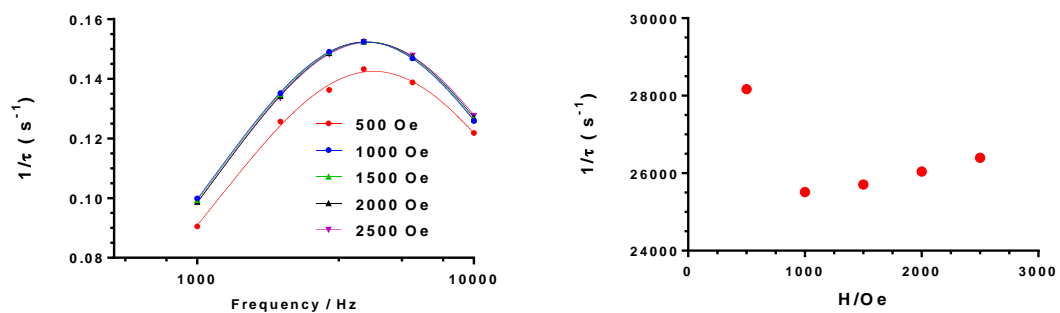 0.16
0.14
0.12
0.10
0.08
1/τ ( s⁻¹)
500 Oe
1000 Oe
1500 Oe
2000 Oe
2500 Oe
1000
10000
Frequency / Hz
30000
28000
26000
24000
1/τ ( s⁻¹)
0
1000
2000
3000
H/Oe